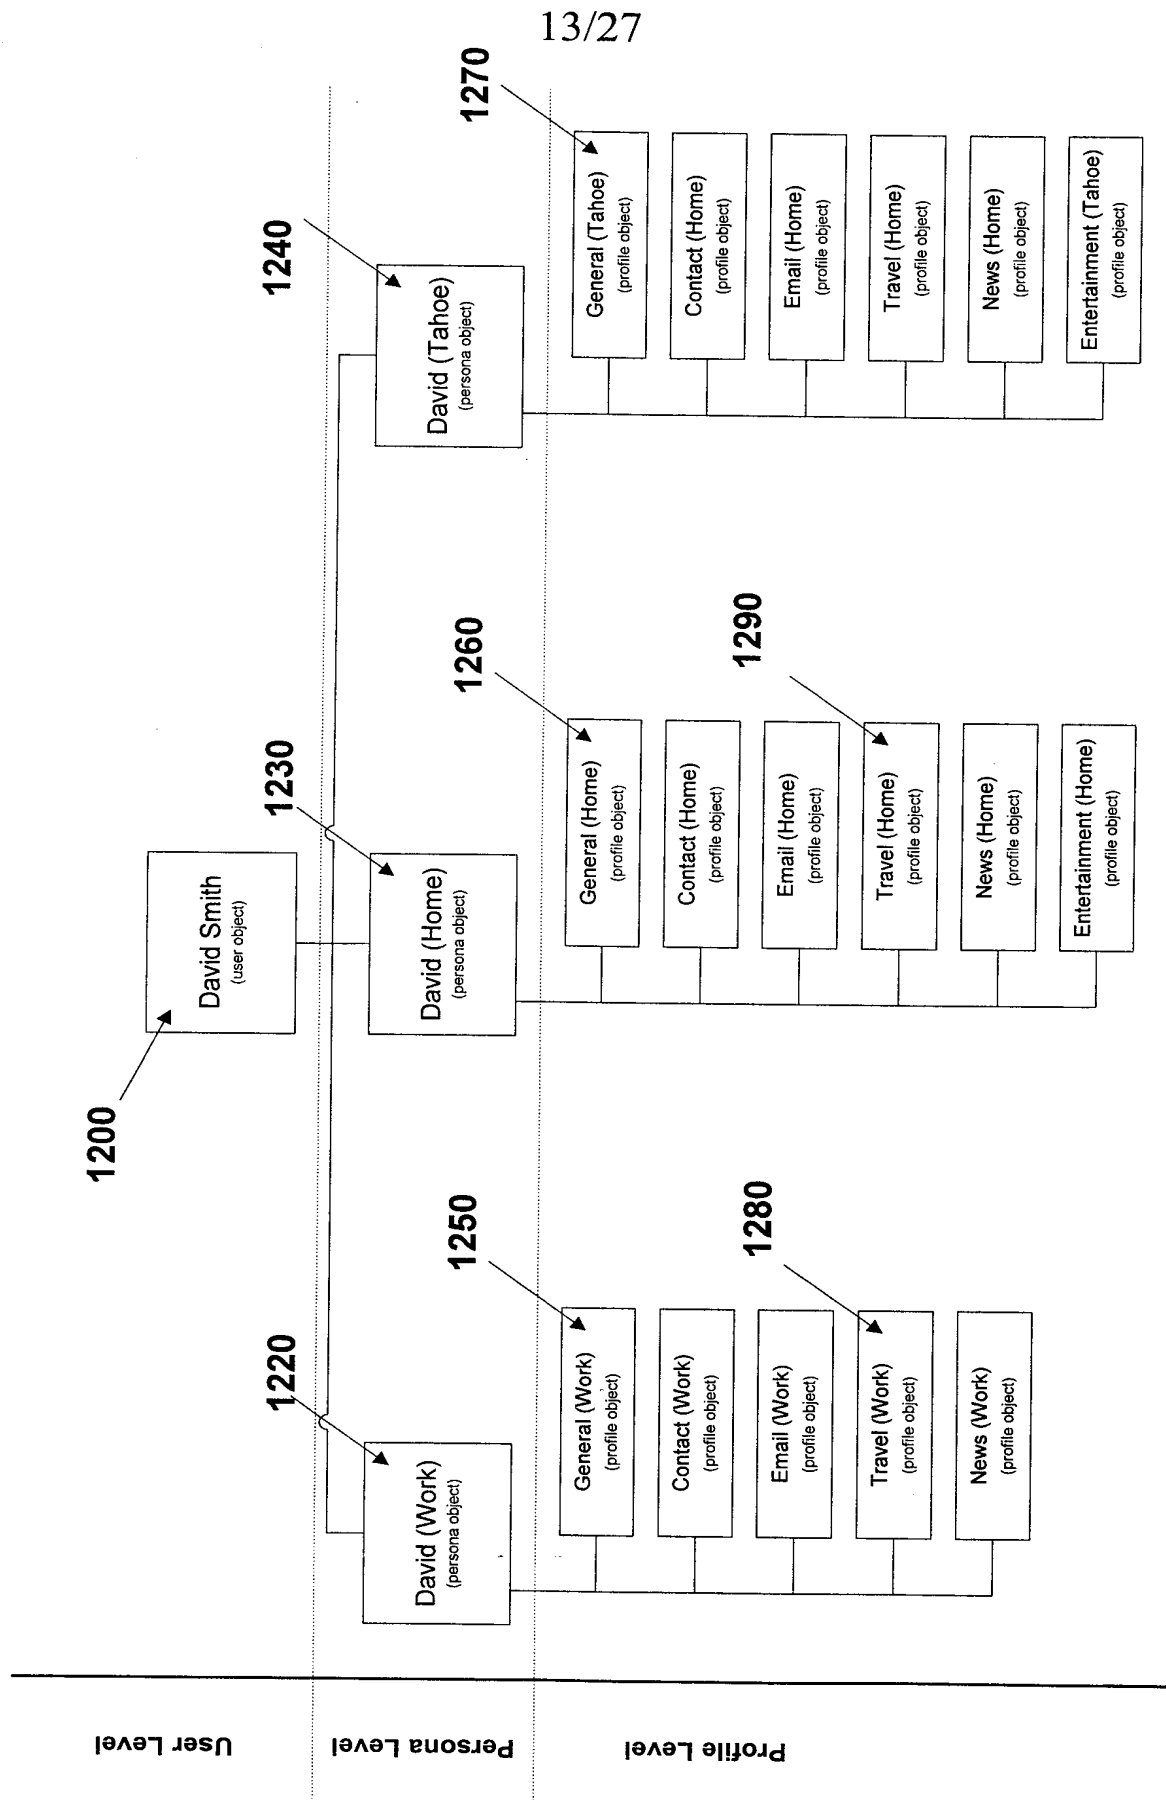 13/27
User Level
Persona Level
Profile Level
1200
David Smith
(user object)
1220
David (Work)
(persona object)
1230
David (Home)
(persona object)
1240
David (Tahoe)
(persona object)
1250
General (Work)
(profile object)
Contact (Work)
(profile object)
Email (Work)
(profile object)
1280
Travel (Work)
(profile object)
News (Work)
(profile object)
1260
General (Home)
(profile object)
Contact (Home)
(profile object)
Email (Home)
(profile object)
1290
Travel (Home)
(profile object)
News (Home)
(profile object)
Entertainment (Home)
(profile object)
1270
General (Tahoe)
(profile object)
Contact (Home)
(profile object)
Email (Home)
(profile object)
Travel (Home)
(profile object)
News (Home)
(profile object)
Entertainment (Tahoe)
(profile object)